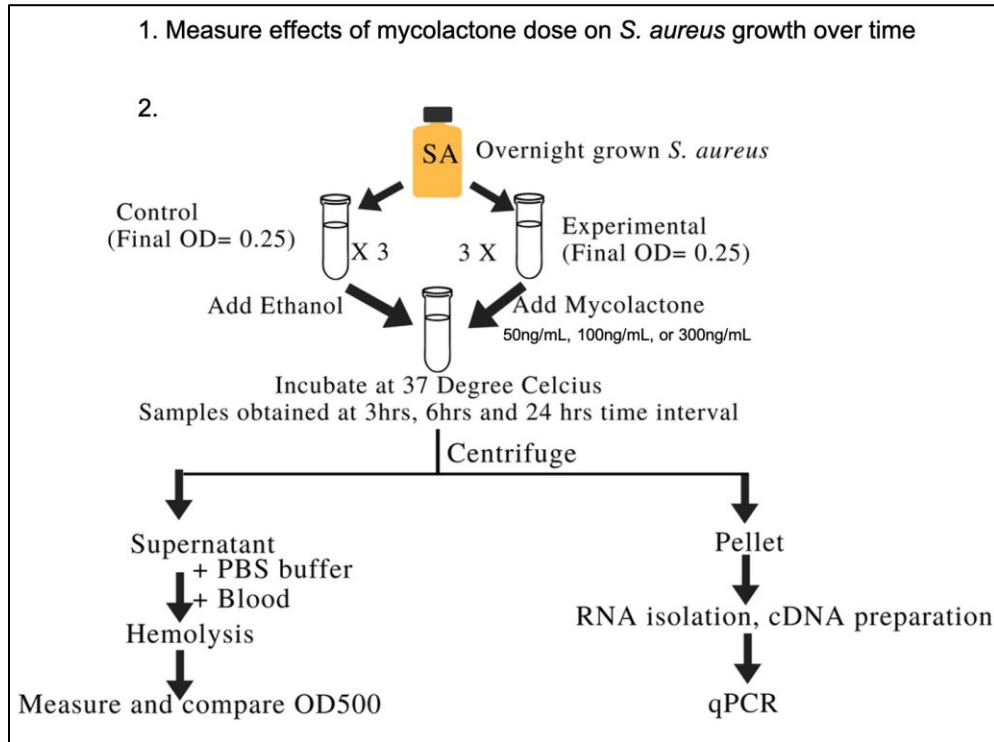 1. Measure effects of mycolactone dose on S. aureus growth over time
2.
SA
Overnight grown S. aureus
Control
(Final OD= 0.25)
X 3
3 X
Experimental
(Final OD= 0.25)
Add Ethanol
Add Mycolactone
50ng/mL, 100ng/mL, or 300ng/mL
Incubate at 37 Degree Celcius
Samples obtained at 3hrs, 6hrs and 24 hrs time interval
Centrifuge
Supernatant
+ PBS buffer
+ Blood
Hemolysis
Measure and compare OD500
Pellet
RNA isolation, cDNA preparation
qPCR